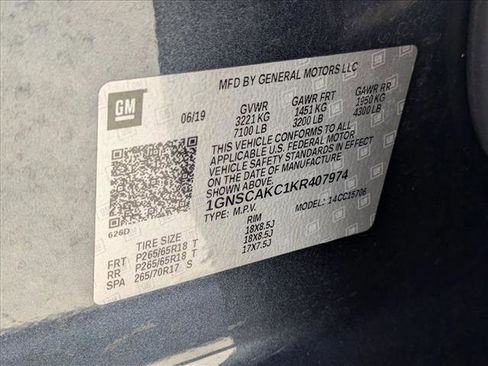 MFD BY GENERAL MOTORS LLC
GM
06/19
GVWR GAWR FRT GAWR RR
3221 KG 1451 KG 1950 KG
7100 LB 3200 LB 4300 LB
THIS VEHICLE CONFORMS TO ALL
APPLICABLE U.S. FEDERAL MOTOR
VEHICLE SAFETY STANDARDS IN EFFECT
ON THE DATE OF MANUFACTURE
SHOWN ABOVE.
1GNSCAKC1KR407974
TYPE: M.P.V. MODEL: 14CC15706
626D
TIRE SIZE RIM
FRT P265/65R18 T 18X8.5J
RR P265/65R18 T 18X8.5J
SPA 265/70R17 S 17X7.5J